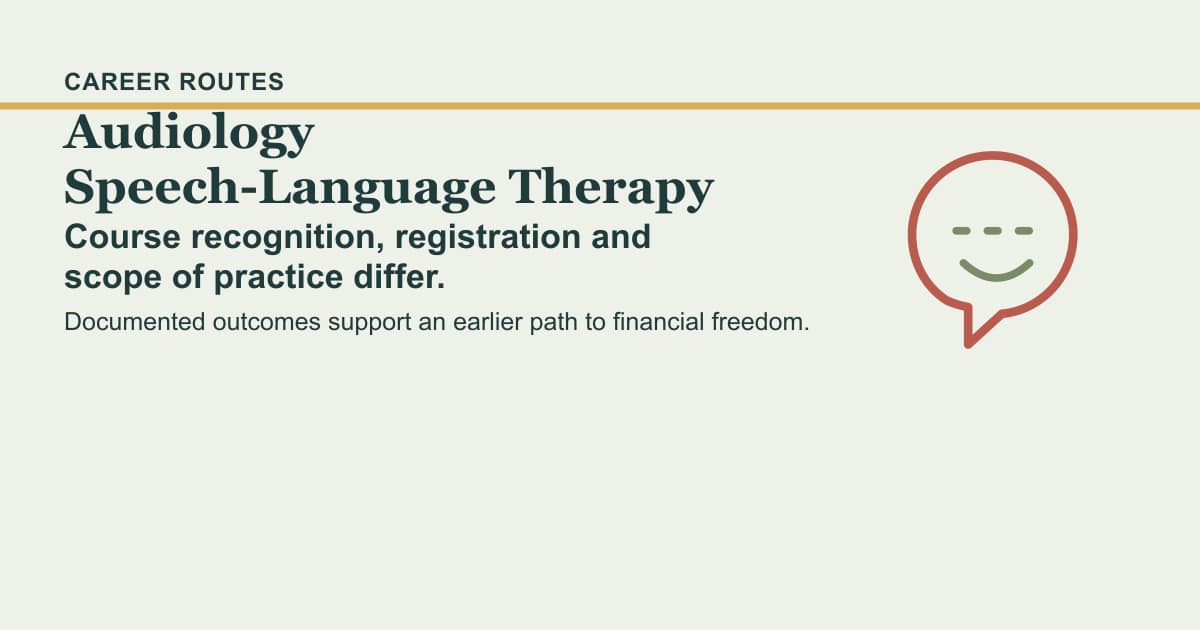 CAREER ROUTES
Audiology
Speech-Language Therapy
Course recognition, registration and
scope of practice differ.
Documented outcomes support an earlier path to financial freedom.